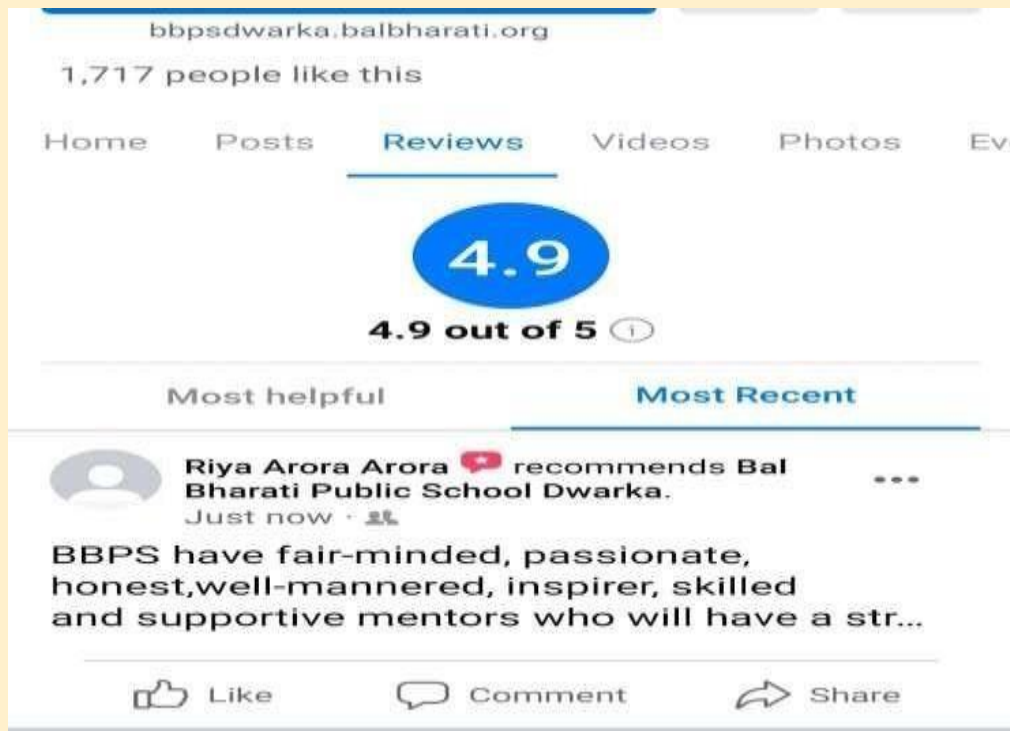 bbpsdwarka.balbharati.org
1,717 people like this
Home Posts Reviews Videos Photos Ev
4.9
4.9 out of 5
Most helpful Most Recent
Riya Arora Arora recommends Bal
Bharati Public School Dwarka.
Just now ·
BBPS have fair-minded, passionate,
honest,well-mannered, inspirer, skilled
and supportive mentors who will have a str...
Like Comment Share